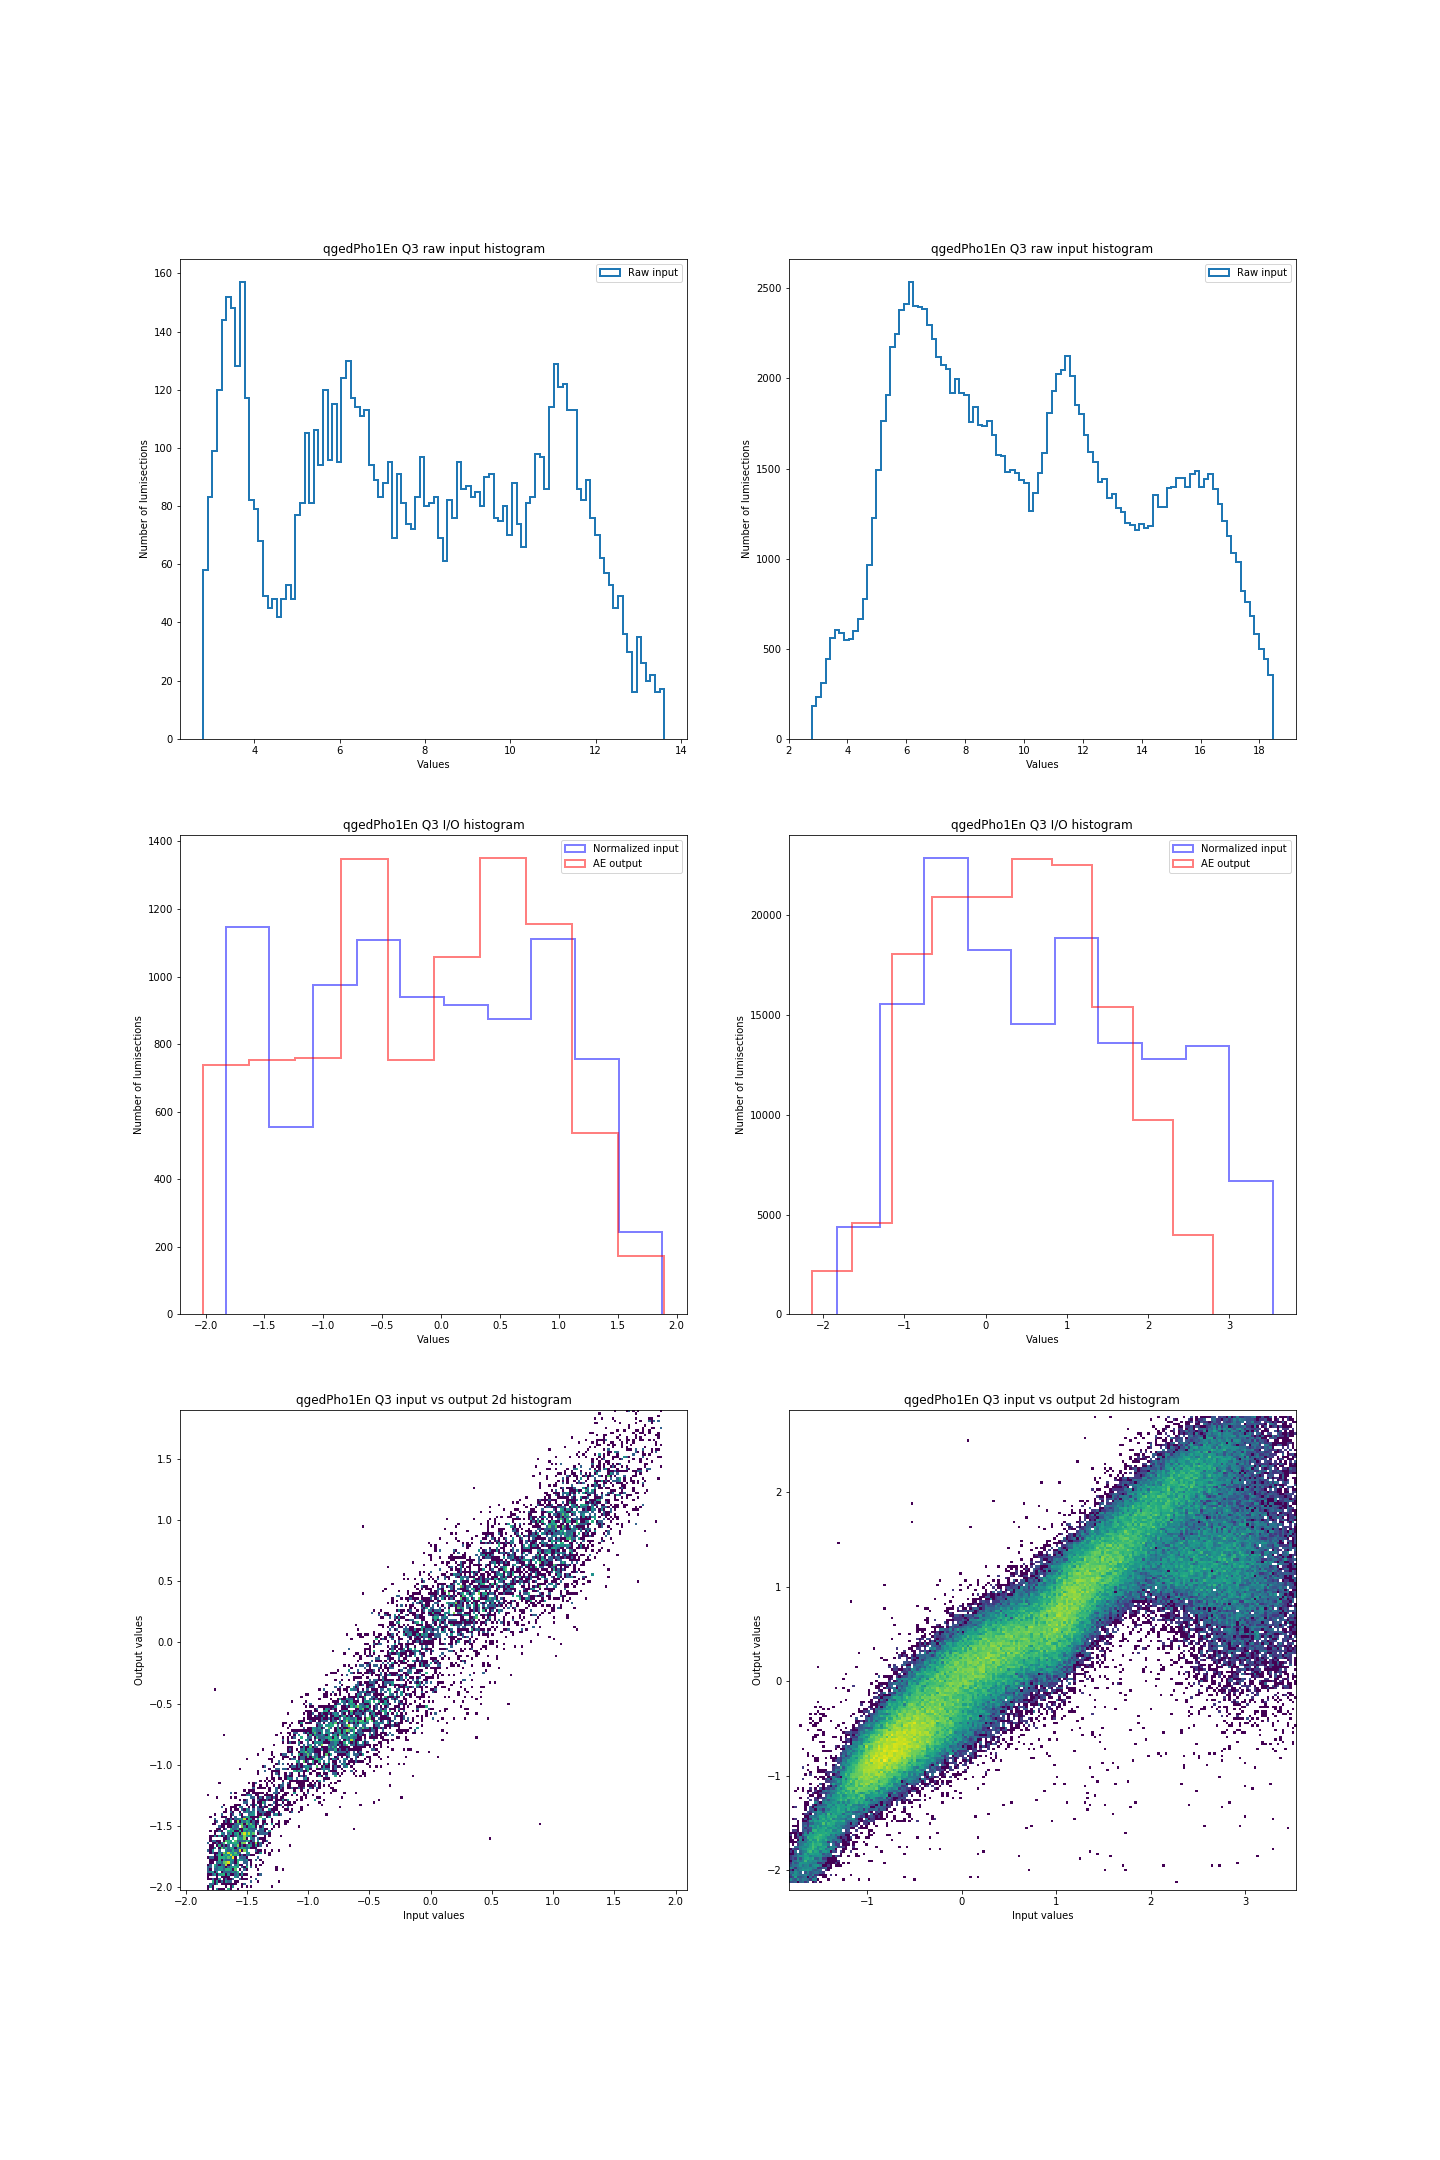 qgedPho1En Q3 raw input histogram
Raw input
Number of lumisections
160
140
120
100
80
60
40
20
0
4 6 8 10 12 14
Values
qgedPho1En Q3 raw input histogram
Raw input
Number of lumisections
2500
2000
1500
1000
500
0
2 4 6 8 10 12 14 16 18
Values
qgedPho1En Q3 I/O histogram
Normalized input
AE output
Number of lumisections
1400
1200
1000
800
600
400
200
0
−2.0 −1.5 −1.0 −0.5 0.0 0.5 1.0 1.5 2.0
Values
qgedPho1En Q3 I/O histogram
Normalized input
AE output
Number of lumisections
20000
15000
10000
5000
0
−2 −1 0 1 2 3
Values
qgedPho1En Q3 input vs output 2d histogram
Output values
1.5
1.0
0.5
0.0
−0.5
−1.0
−1.5
−2.0
−2.0 −1.5 −1.0 −0.5 0.0 0.5 1.0 1.5 2.0
Input values
qgedPho1En Q3 input vs output 2d histogram
Output values
2
1
0
−1
−2
−1 0 1 2 3
Input values